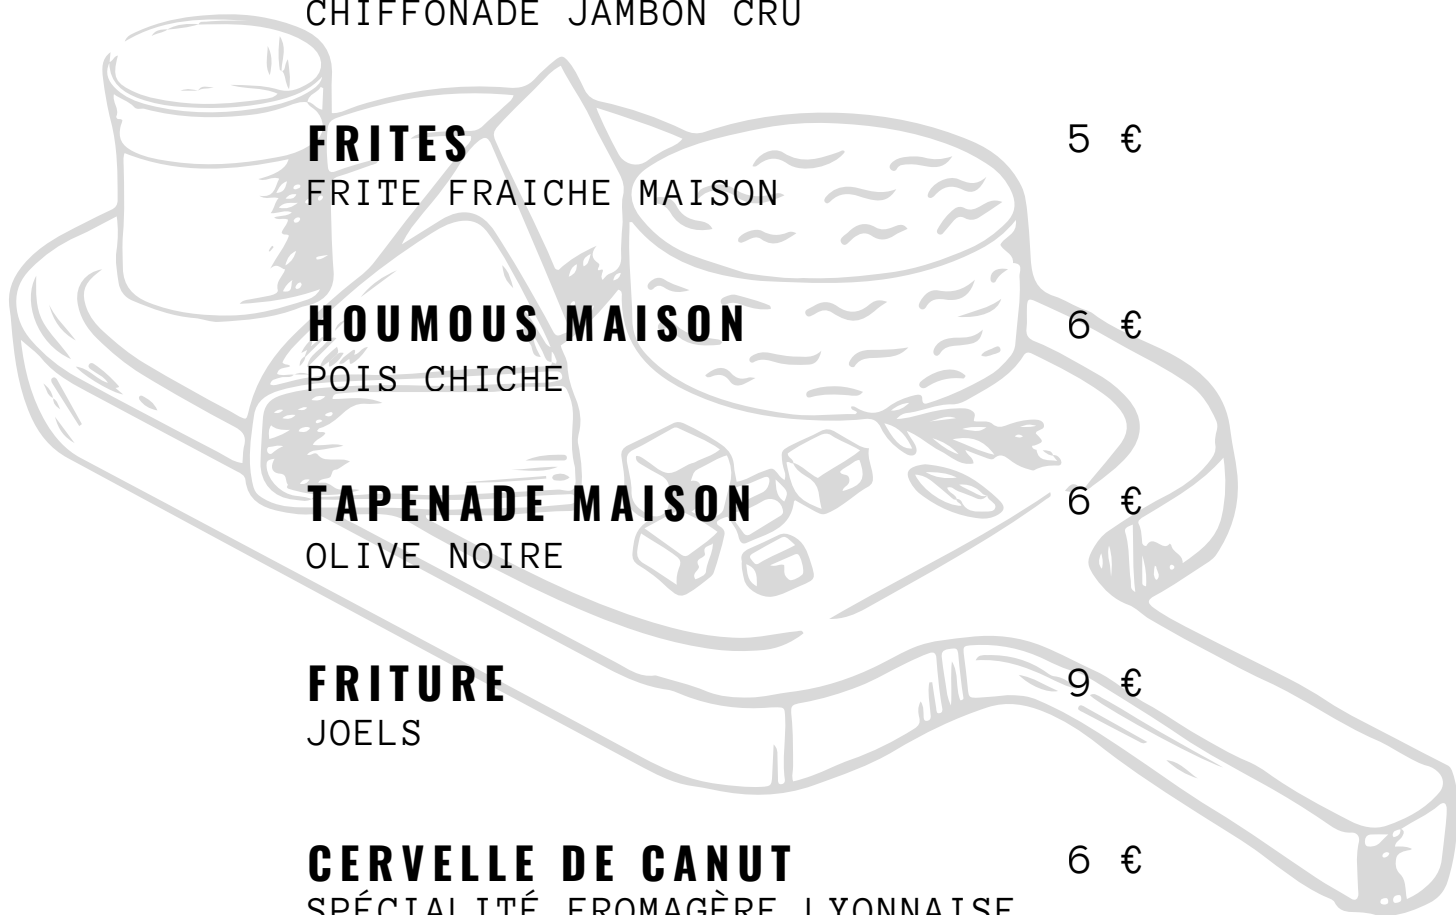 CHIFFONADE JAMBON CRU
FRITES 5 €
FRITE FRAICHE MAISON
HOUMOUS MAISON 6 €
POIS CHICHE
TAPENADE MAISON 6 €
OLIVE NOIRE
FRITURE 9 €
JOELS
CERVELLE DE CANUT 6 €
SPÉCIALITÉ FROMAGÈRE LYONNAISE